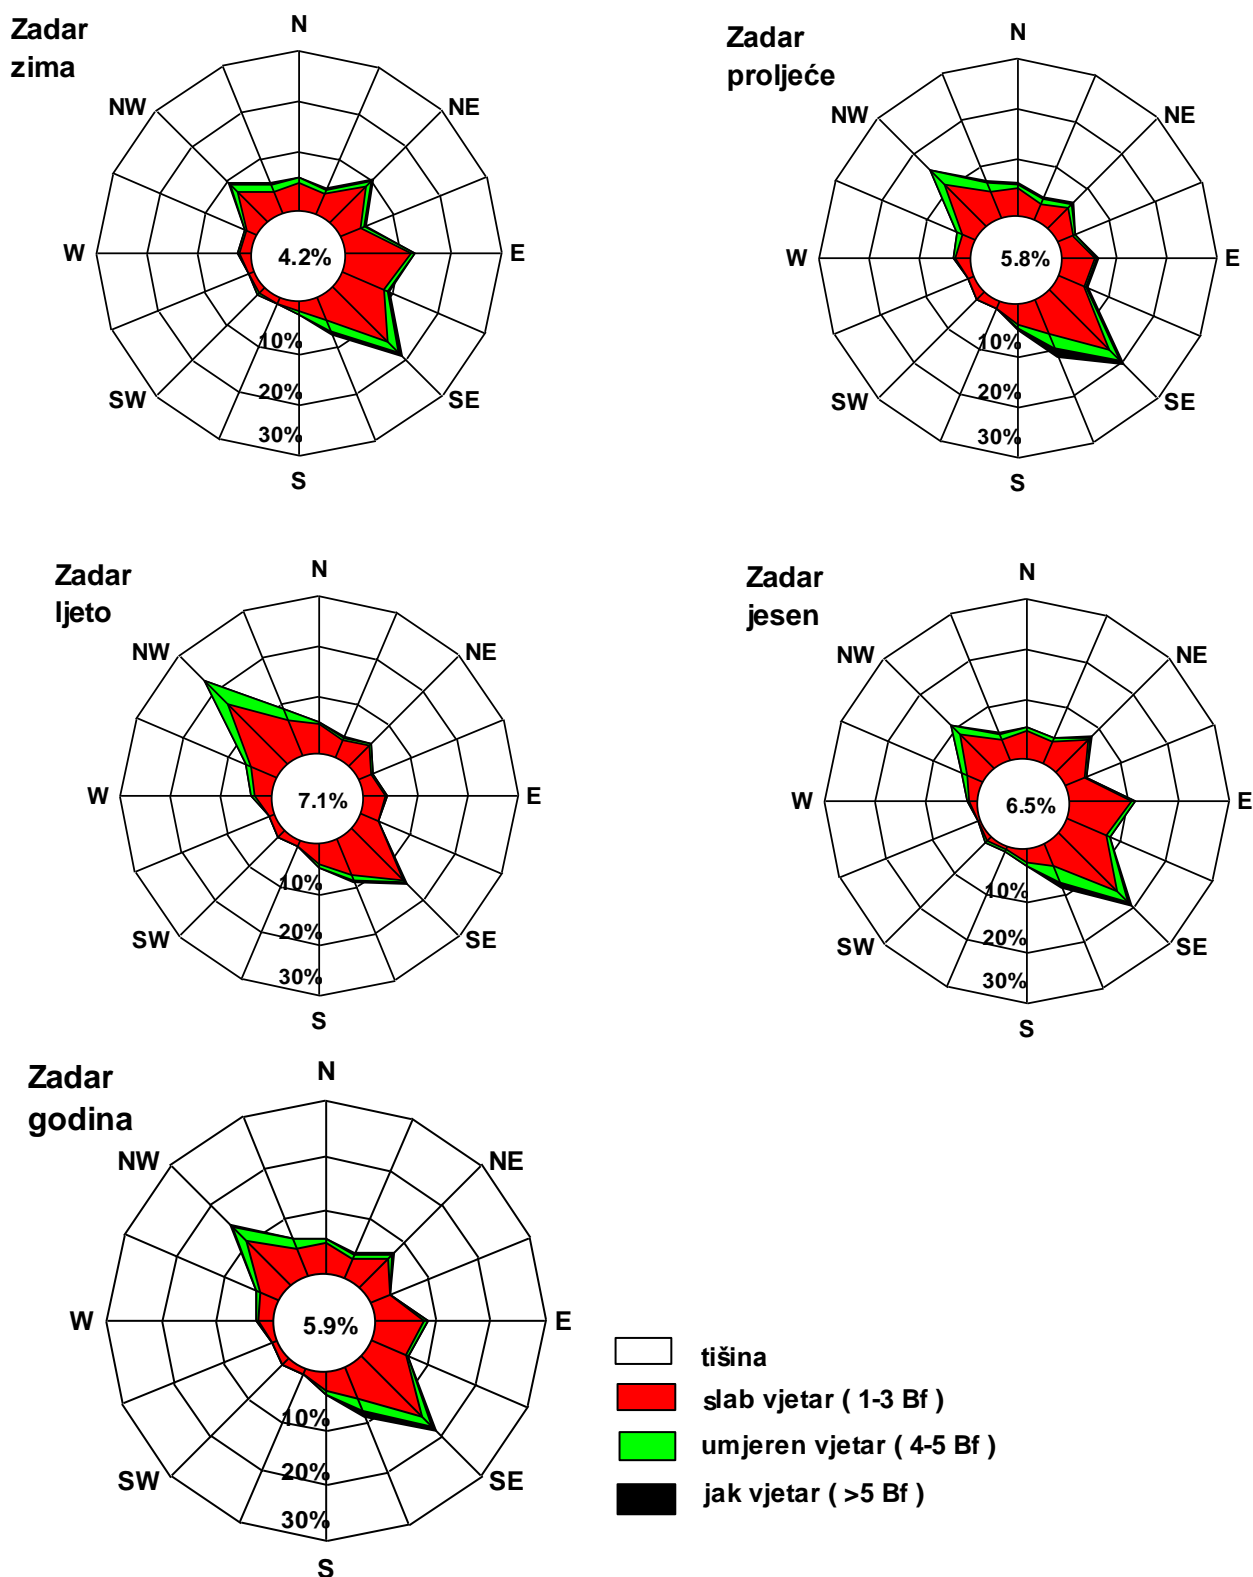 Zadar
zima
N
NW
NE
W
4.2%
E
10%
20%
SW
SE
30%
S
Zadar
proljeće
N
NW
NE
W
5.8%
E
10%
20%
SW
SE
30%
S
Zadar
ljeto
N
NW
NE
W
7.1%
E
10%
20%
SW
SE
30%
S
Zadar
jesen
N
NW
NE
W
6.5%
E
10%
20%
SW
SE
30%
S
Zadar
godina
N
NW
NE
W
5.9%
E
10%
20%
SW
SE
30%
S
tišina
slab vjetar ( 1-3 Bf )
umjeren vjetar ( 4-5 Bf )
jak vjetar ( >5 Bf )